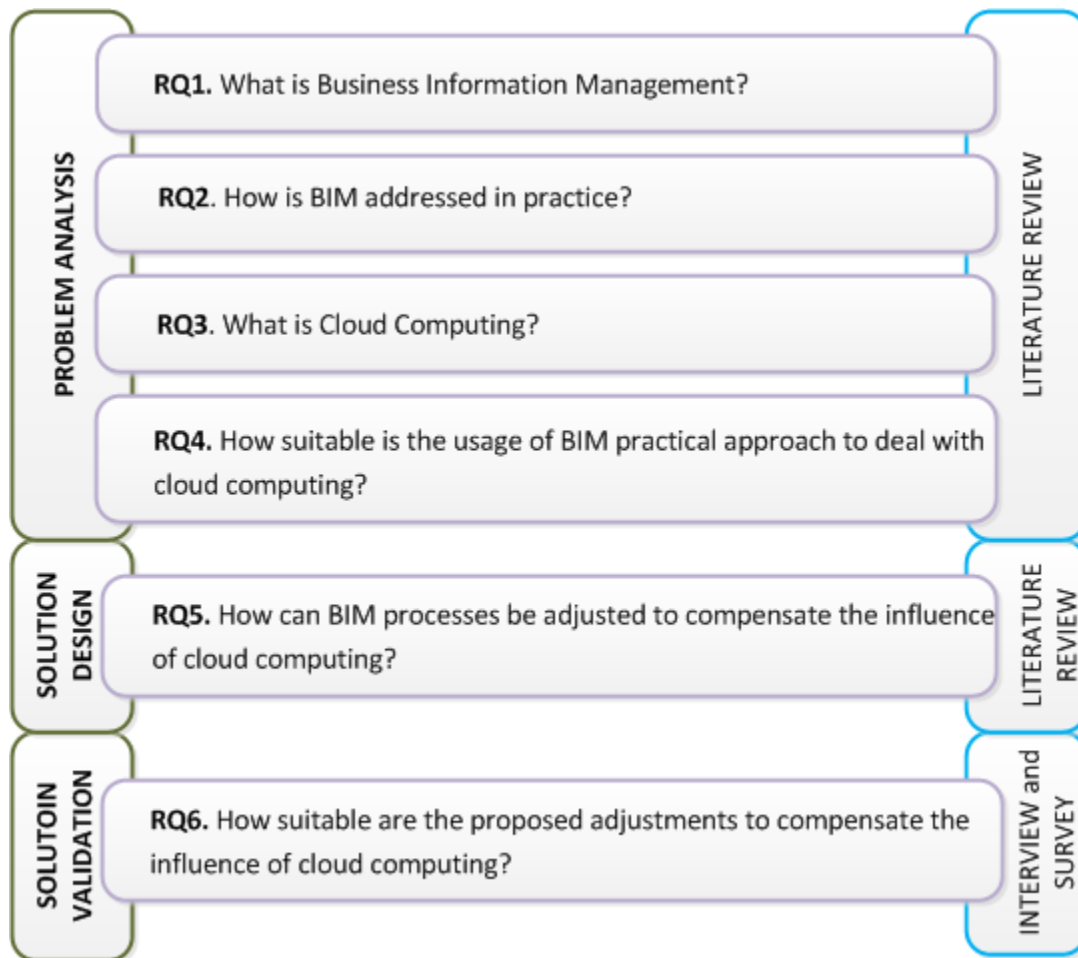 PROBLEM ANALYSIS
RQ1. What is Business Information Management?
RQ2. How is BIM addressed in practice?
RQ3. What is Cloud Computing?
RQ4. How suitable is the usage of BIM practical approach to deal with
cloud computing?
LITERATURE REVIEW
SOLUTION
DESIGN
RQ5. How can BIM processes be adjusted to compensate the influence
of cloud computing?
LITERATURE
REVIEW
SOLUTOIN
VALIDATION
RQ6. How suitable are the proposed adjustments to compensate the
influence of cloud computing?
INTERVIEW and
SURVEY